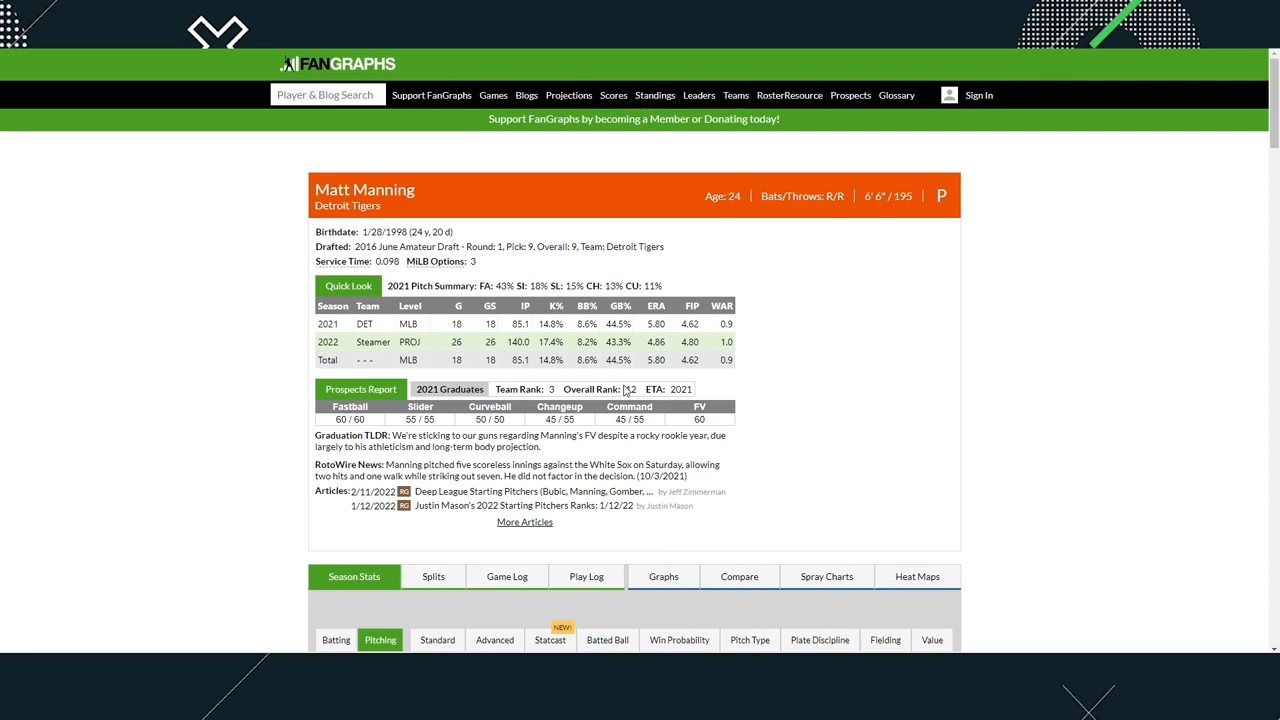 FANGRAPHS
Player & Blog Search Support FanGraphs Games Blogs Projections Scores Standings Leaders Teams RosterResource Prospects Glossary Sign In
Support FanGraphs by becoming a Member or Donating today!
Matt Manning
Detroit Tigers
Age: 24 Bats/Throws: R/R 6' 6" / 195 P
Birthdate: 1/28/1998 (24 y, 20 d)
Drafted: 2016 June Amateur Draft - Round: 1, Pick: 9, Overall: 9, Team: Detroit Tigers
Service Time: 0.098 MiLB Options: 3
Quick Look 2021 Pitch Summary: FA: 43% SI: 18% SL: 15% CH: 13% CU: 11%
Season Team Level G GS IP K% BB% GB% ERA FIP WAR
2021 DET MLB 18 18 85.1 14.8% 8.6% 44.5% 5.80 4.62 0.9
2022 Steamer PROJ 26 26 140.0 17.4% 8.2% 43.3% 4.86 4.80 1.0
Total - - - MLB 18 18 85.1 14.8% 8.6% 44.5% 5.80 4.62 0.9
Prospects Report 2021 Graduates Team Rank: 3 Overall Rank: ETA: 2021
Fastball Slider Curveball Changeup Command FV
60 / 60 55 / 55 50 / 50 45 / 55 45 / 55 60
Graduation TLDR: We're sticking to our guns regarding Manning's FV despite a rocky rookie year, due
largely to his athleticism and long-term body projection.
RotoWire News: Manning pitched five scoreless innings against the White Sox on Saturday, allowing
two hits and one walk while striking out seven. He did not factor in the decision. (10/3/2021)
Articles: 2/11/2022 RG Deep League Starting Pitchers (Bubic, Manning, Gomber, ... by Jeff Zimmerman
1/12/2022 RG Justin Mason's 2022 Starting Pitchers Ranks: 1/12/22 by Justin Mason
More Articles
Season Stats Splits Game Log Play Log Graphs Compare Spray Charts Heat Maps
NEW!
Batting Pitching Standard Advanced Statcast Batted Ball Win Probability Pitch Type Plate Discipline Fielding Value